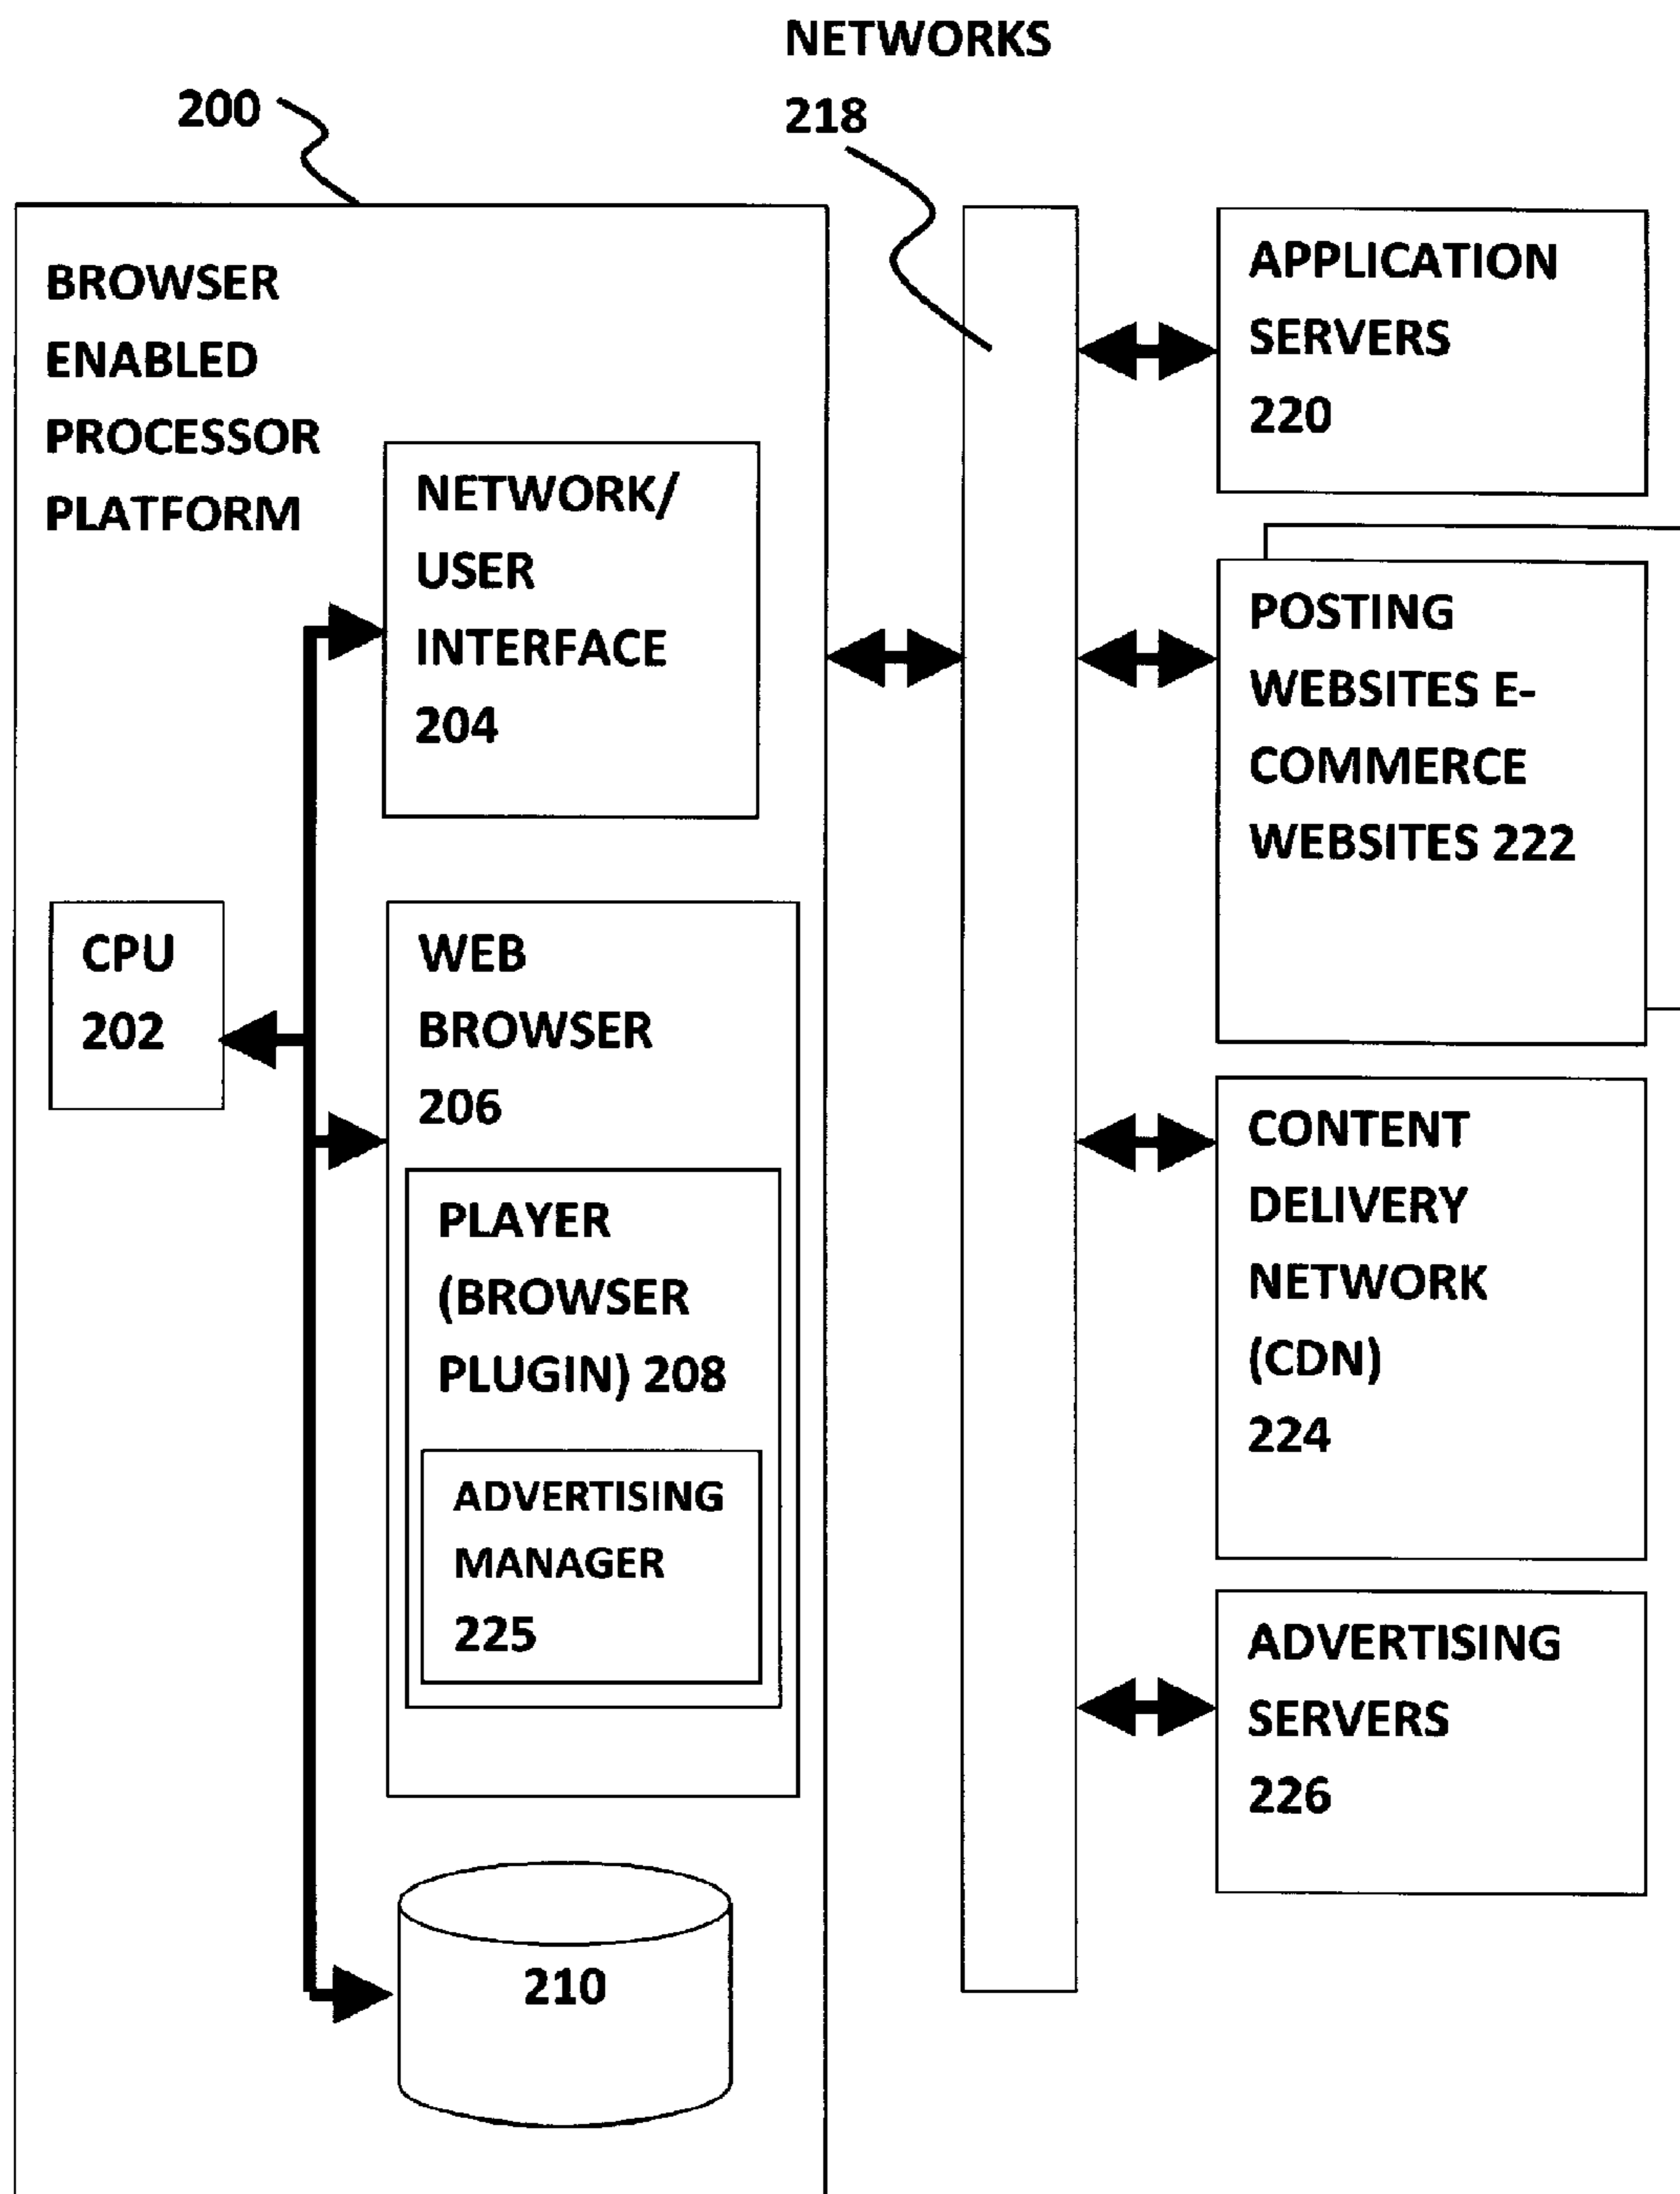 NETWORKS
218
200
BROWSER
ENABLED
PROCESSOR
PLATFORM
NETWORK/
USER
INTERFACE
204
CPU
202
WEB
BROWSER
206
PLAYER
(BROWSER
PLUGIN) 208
ADVERTISING
MANAGER
225
210
APPLICATION
SERVERS
220
POSTING
WEBSITES E-
COMMERCE
WEBSITES 222
CONTENT
DELIVERY
NETWORK
(CDN)
224
ADVERTISING
SERVERS
226